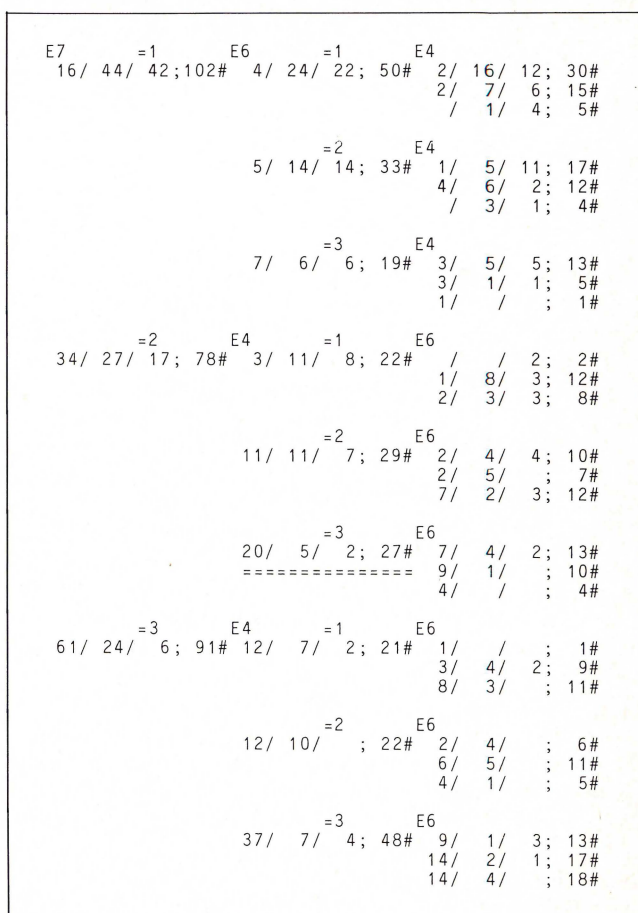 E7 =1 E6 =1 E4
16/ 44/ 42;102# 4/ 24/ 22; 50# 2/ 16/ 12; 30#
2/ 7/ 6; 15#
/ 1/ 4; 5#
=2 E4
5/ 14/ 14; 33# 1/ 5/ 11; 17#
4/ 6/ 2; 12#
/ 3/ 1; 4#
=3 E4
7/ 6/ 6; 19# 3/ 5/ 5; 13#
3/ 1/ 1; 5#
1/ / ; 1#
=2 E4 =1 E6
34/ 27/ 17; 78# 3/ 11/ 8; 22# / / 2; 2#
1/ 8/ 3; 12#
2/ 3/ 3; 8#
=2 E6
11/ 11/ 7; 29# 2/ 4/ 4; 10#
2/ 5/ ; 7#
7/ 2/ 3; 12#
=3 E6
20/ 5/ 2; 27# 7/ 4/ 2; 13#
=============== 9/ 1/ ; 10#
4/ / ; 4#
=3 E4 =1 E6
61/ 24/ 6; 91# 12/ 7/ 2; 21# 1/ / ; 1#
3/ 4/ 2; 9#
8/ 3/ ; 11#
=2 E6
12/ 10/ ; 22# 2/ 4/ ; 6#
6/ 5/ ; 11#
4/ 1/ ; 5#
=3 E6
37/ 7/ 4; 48# 9/ 1/ 3; 13#
14/ 2/ 1; 17#
14/ 4/ ; 18#